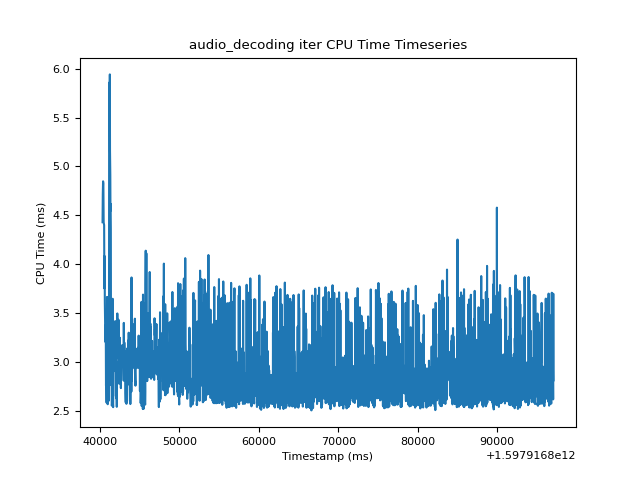 audio_decoding iter CPU Time Timeseries
6.0
5.5
5.0
4.5
4.0
3.5
3.0
2.5
CPU Time (ms)
40000 50000 60000 70000 80000 90000
Timestamp (ms)
+1.5979168e12